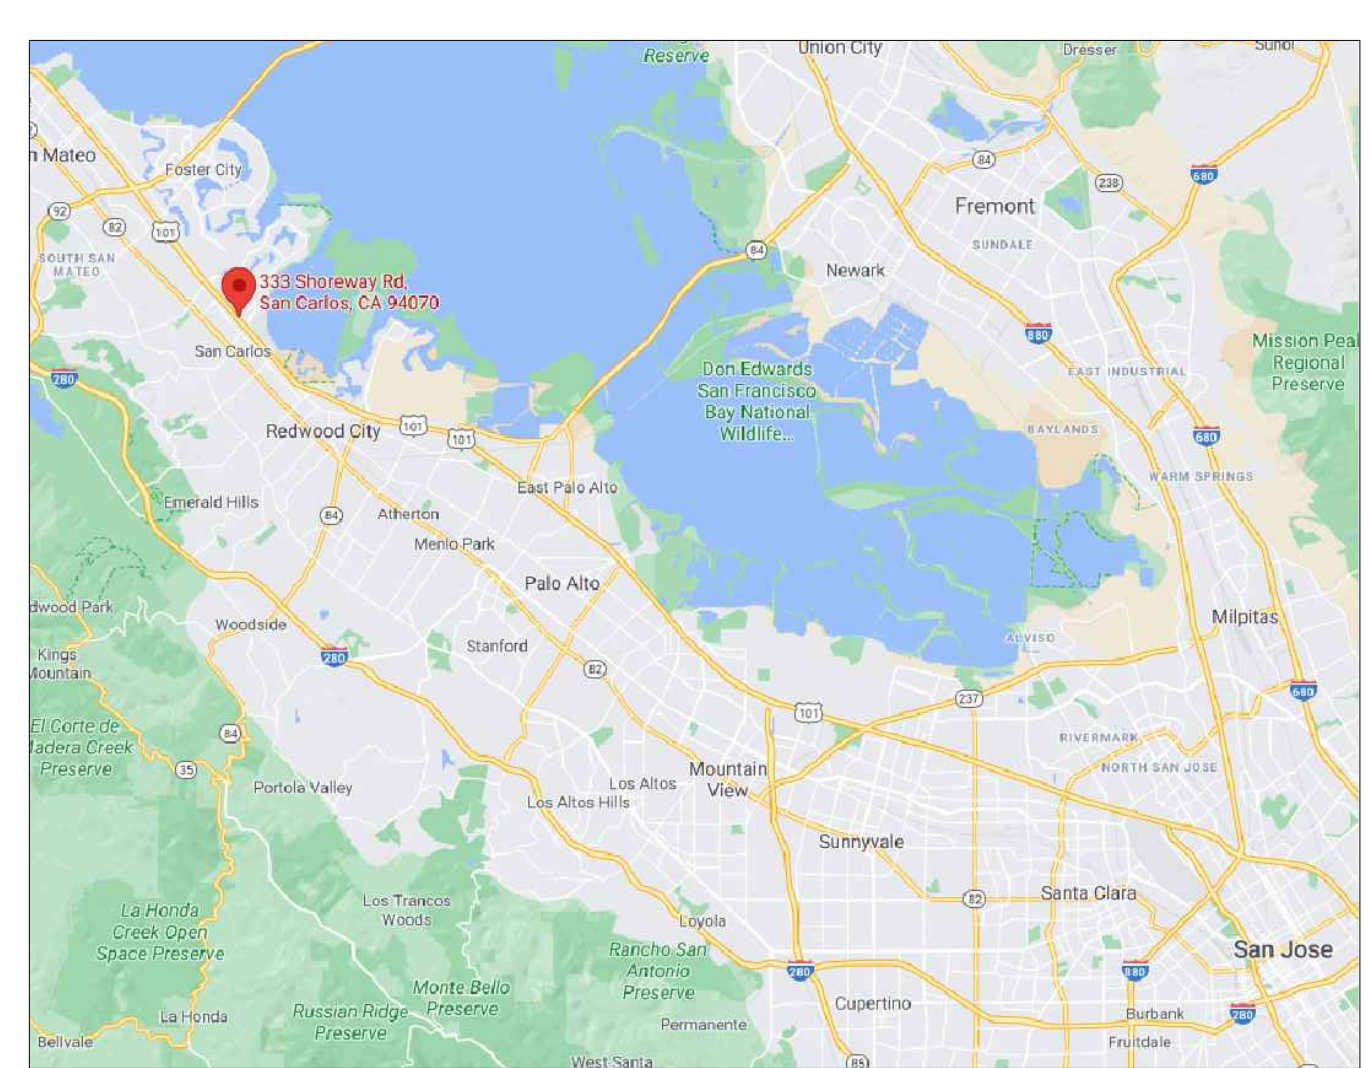 Reserve
Union City
Dresser
Sunol
n Mateo
Foster City
84
680
238
Fremont
92
82
101
SUNDALE
SOUTH SAN
MATEO
84
Newark
333 Shoreway Rd,
San Carlos, CA 94070
880
Mission Peak
Regional
Preserve
San Carlos
280
Don Edwards
San Francisco
Bay National
Wildlife...
EAST INDUSTRIAL
Redwood City
101
101
BAYLANDS
680
WARM SPRINGS
East Palo Alto
Emerald Hills
84
Atherton
Menlo Park
Palo Alto
dwood Park
Woodside
Milpitas
Kings
Mountain
280
Stanford
82
ALVISO
680
237
101
El Corte de
Madera Creek
Preserve
84
35
RIVERMARK
NORTH SAN JOSE
Portola Valley
Los Altos
Los Altos Hills
Mountain
View
Sunnyvale
Los Trancos
Woods
82
Santa Clara
La Honda
Creek Open
Space Preserve
Loyola
San Jose
Rancho San
Antonio
Preserve
280
880
Monte Bello
Preserve
Cupertino
Russian Ridge
Preserve
La Honda
Permanente
Burbank
280
Bellvale
Fruitdale
West Santa
85